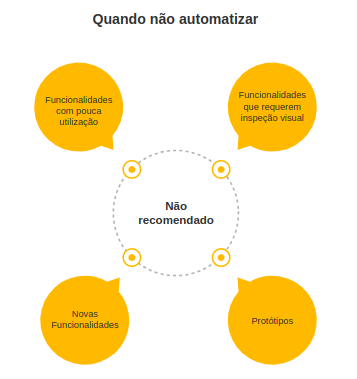 Quando não automatizar
Funcionalidades
com pouca
utilização
Funcionalidades
que requerem
inspeção visual
Não
recomendado
Novas
Funcionalidades
Protótipos